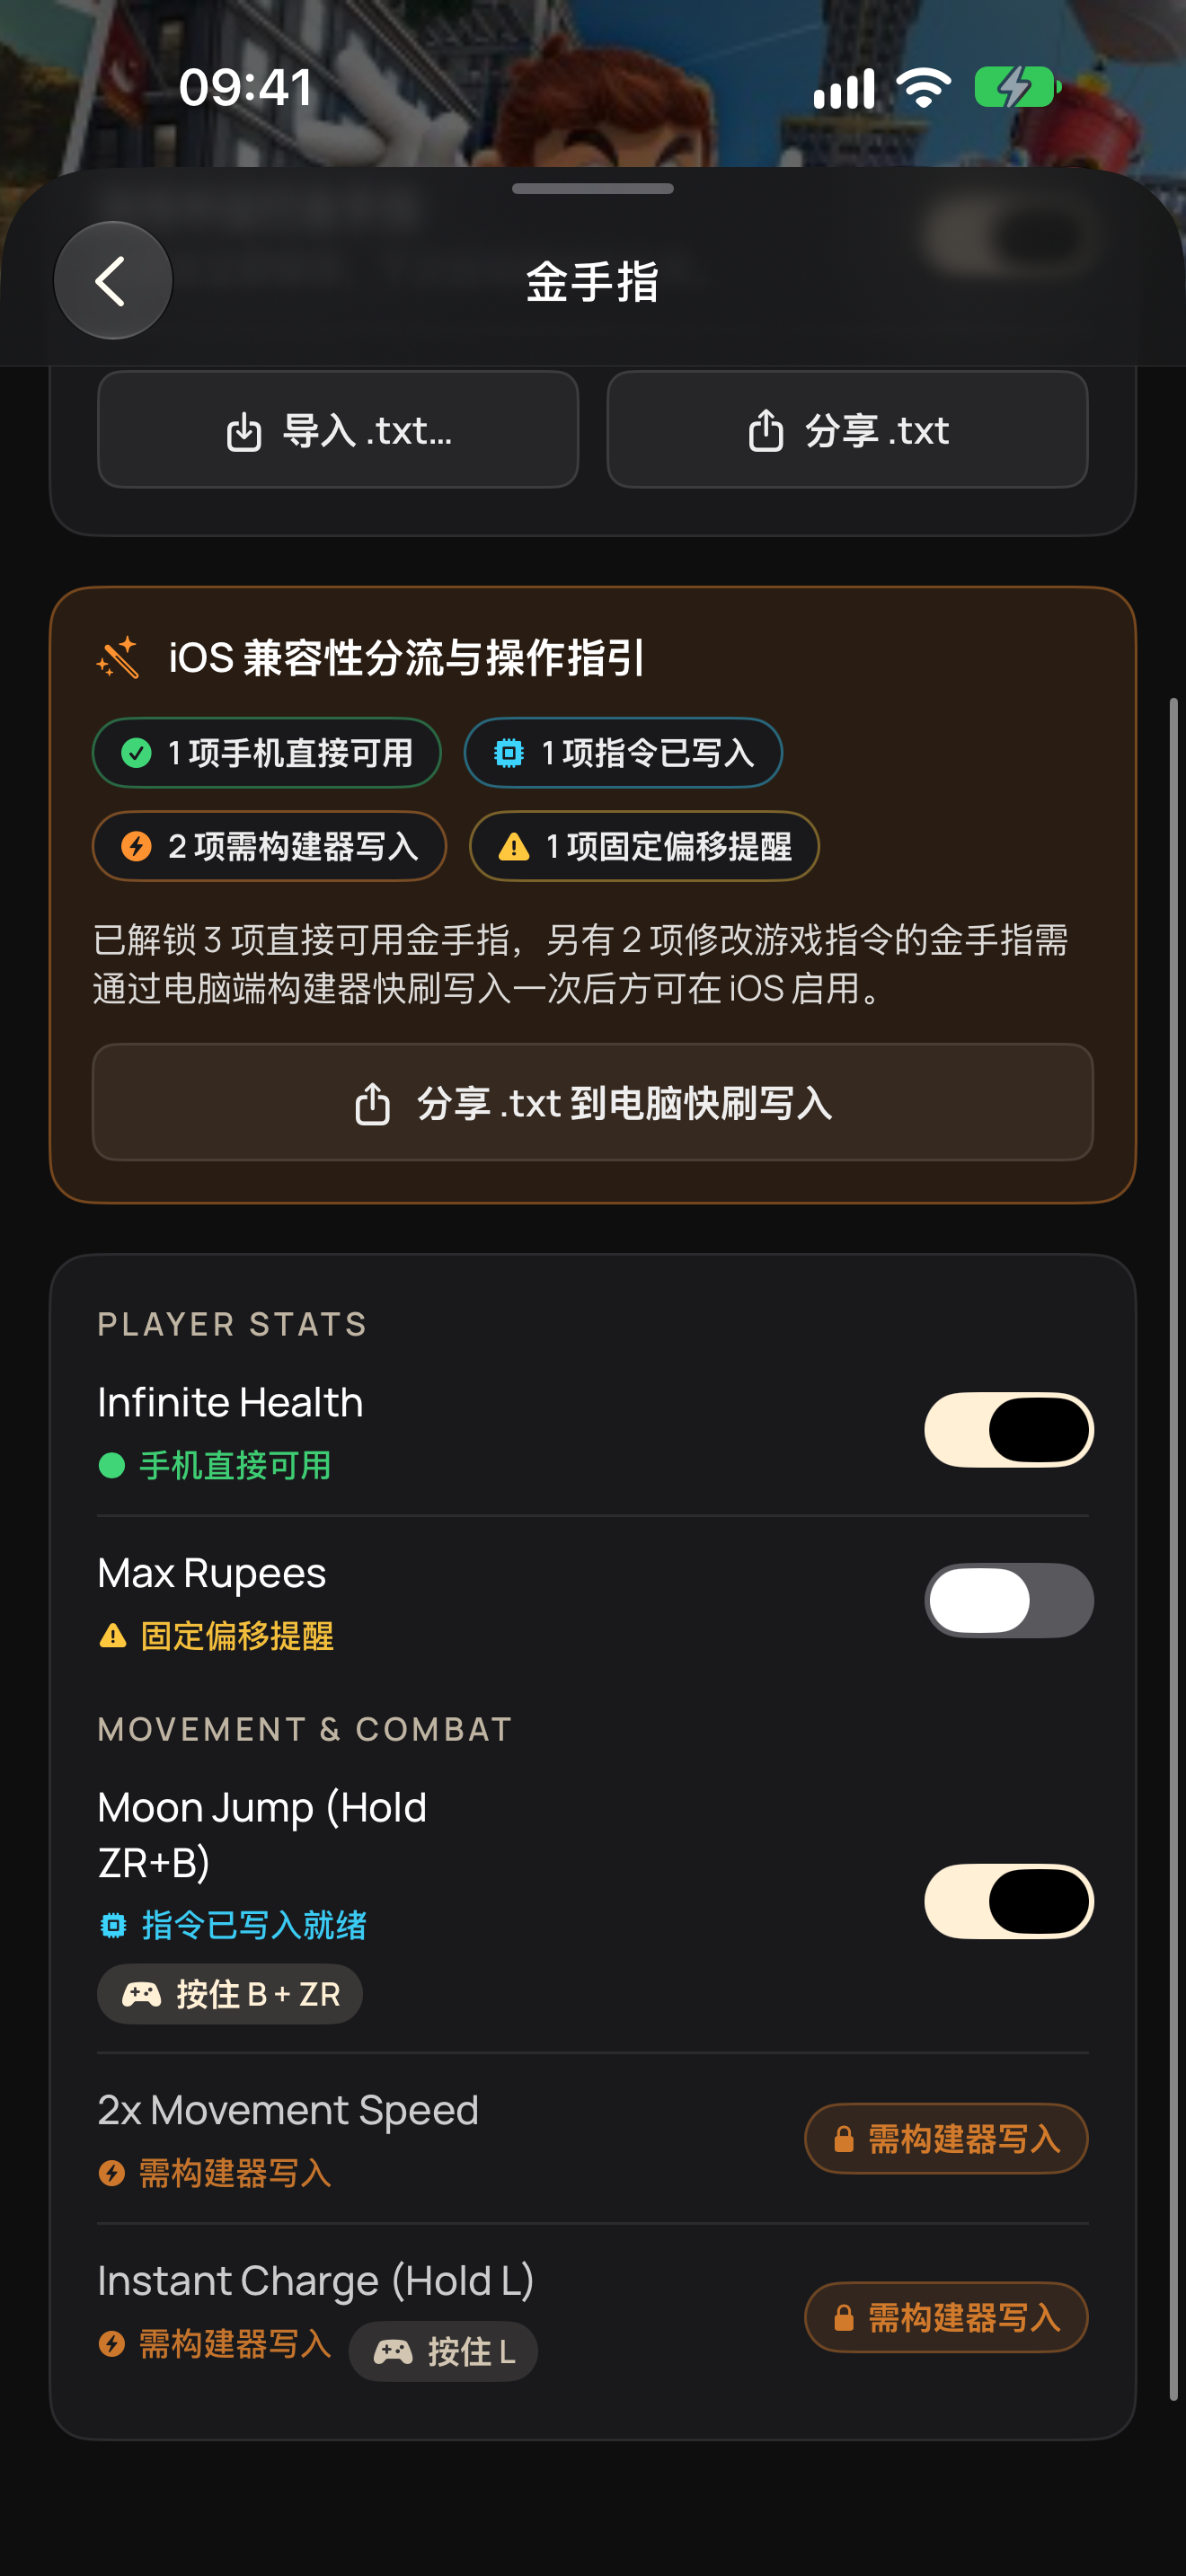 09:41
金手指
导入 .txt...
分享 .txt
iOS 兼容性分流与操作指引
1 项手机直接可用
1 项指令已写入
2 项需构建器写入
1 项固定偏移提醒
已解锁 3 项直接可用金手指，另有 2 项修改游戏指令的金手指需
通过电脑端构建器快刷写入一次后方可在 iOS 启用。
分享 .txt 到电脑快刷写入
PLAYER STATS
Infinite Health
手机直接可用
Max Rupees
固定偏移提醒
MOVEMENT & COMBAT
Moon Jump (Hold
ZR+B)
指令已写入就绪
按住 B + ZR
2x Movement Speed
需构建器写入
需构建器写入
Instant Charge (Hold L)
需构建器写入
按住 L
需构建器写入